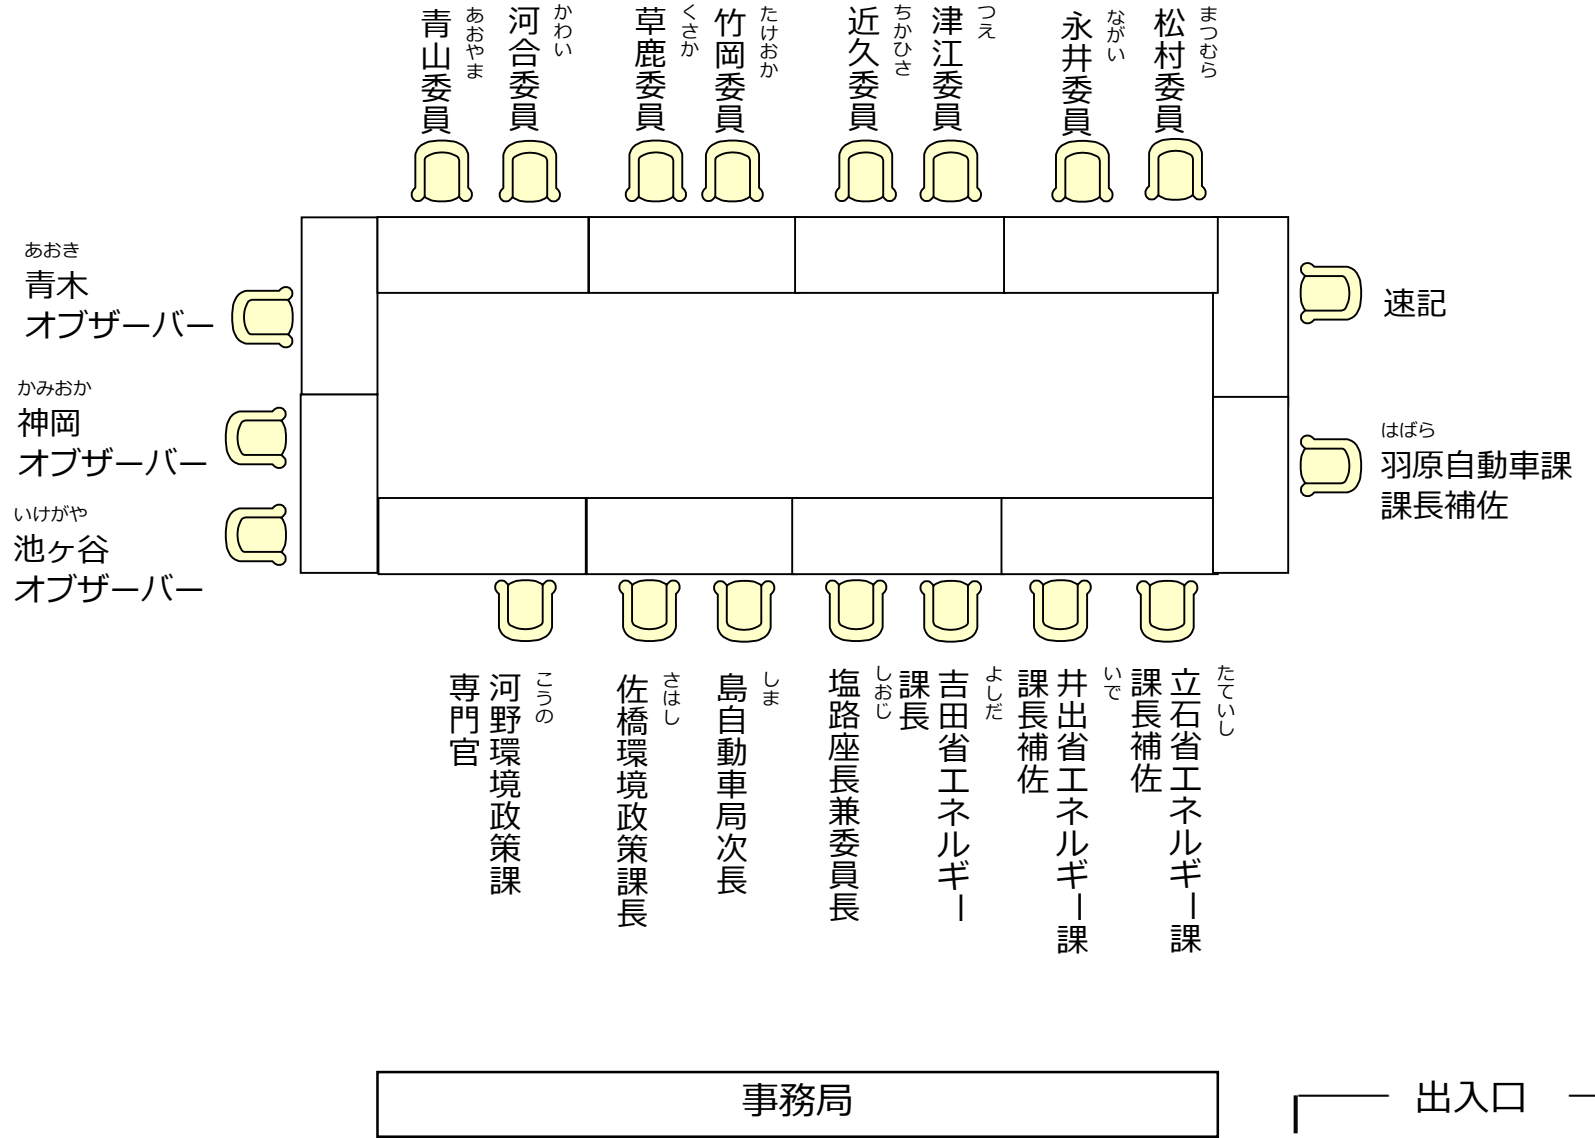 あおやま
青山委員
かわい
河合委員
くさか
草鹿委員
たけおか
竹岡委員
ちかひさ
近久委員
つえ
津江委員
ながい
永井委員
まつむら
松村委員
あおき
青木
オブザーバー
かみおか
神岡
オブザーバー
いけがや
池ヶ谷
オブザーバー
速記
はばら
羽原自動車課
課長補佐
こうの
河野環境政策課
専門官
さはし
佐橋環境政策課長
しま
島自動車局次長
しおじ
塩路座長兼委員長
よしだ
吉田省エネルギー
課長
いで
井出省エネルギー課
課長補佐
たていし
立石省エネルギー課
課長補佐
事務局
出入口